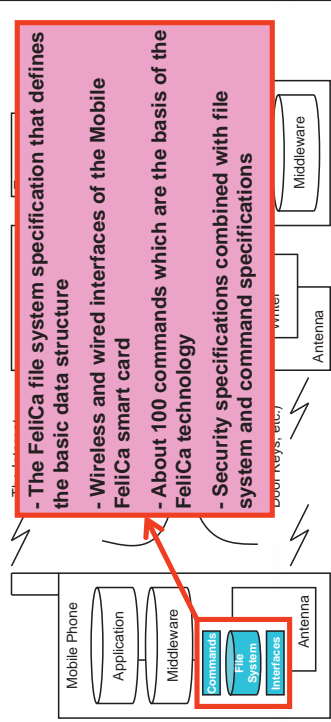 - The FeliCa file system specification that defines
the basic data structure
- Wireless and wired interfaces of the Mobile
FeliCa smart card
- About 100 commands which are the basis of the
FeliCa technology
- Security specifications combined with file
system and command specifications
Mobile Phone
Application
Middleware
Commands
File
System
Interfaces
Antenna
Door Keys, etc.)
Writer
Antenna
Middleware